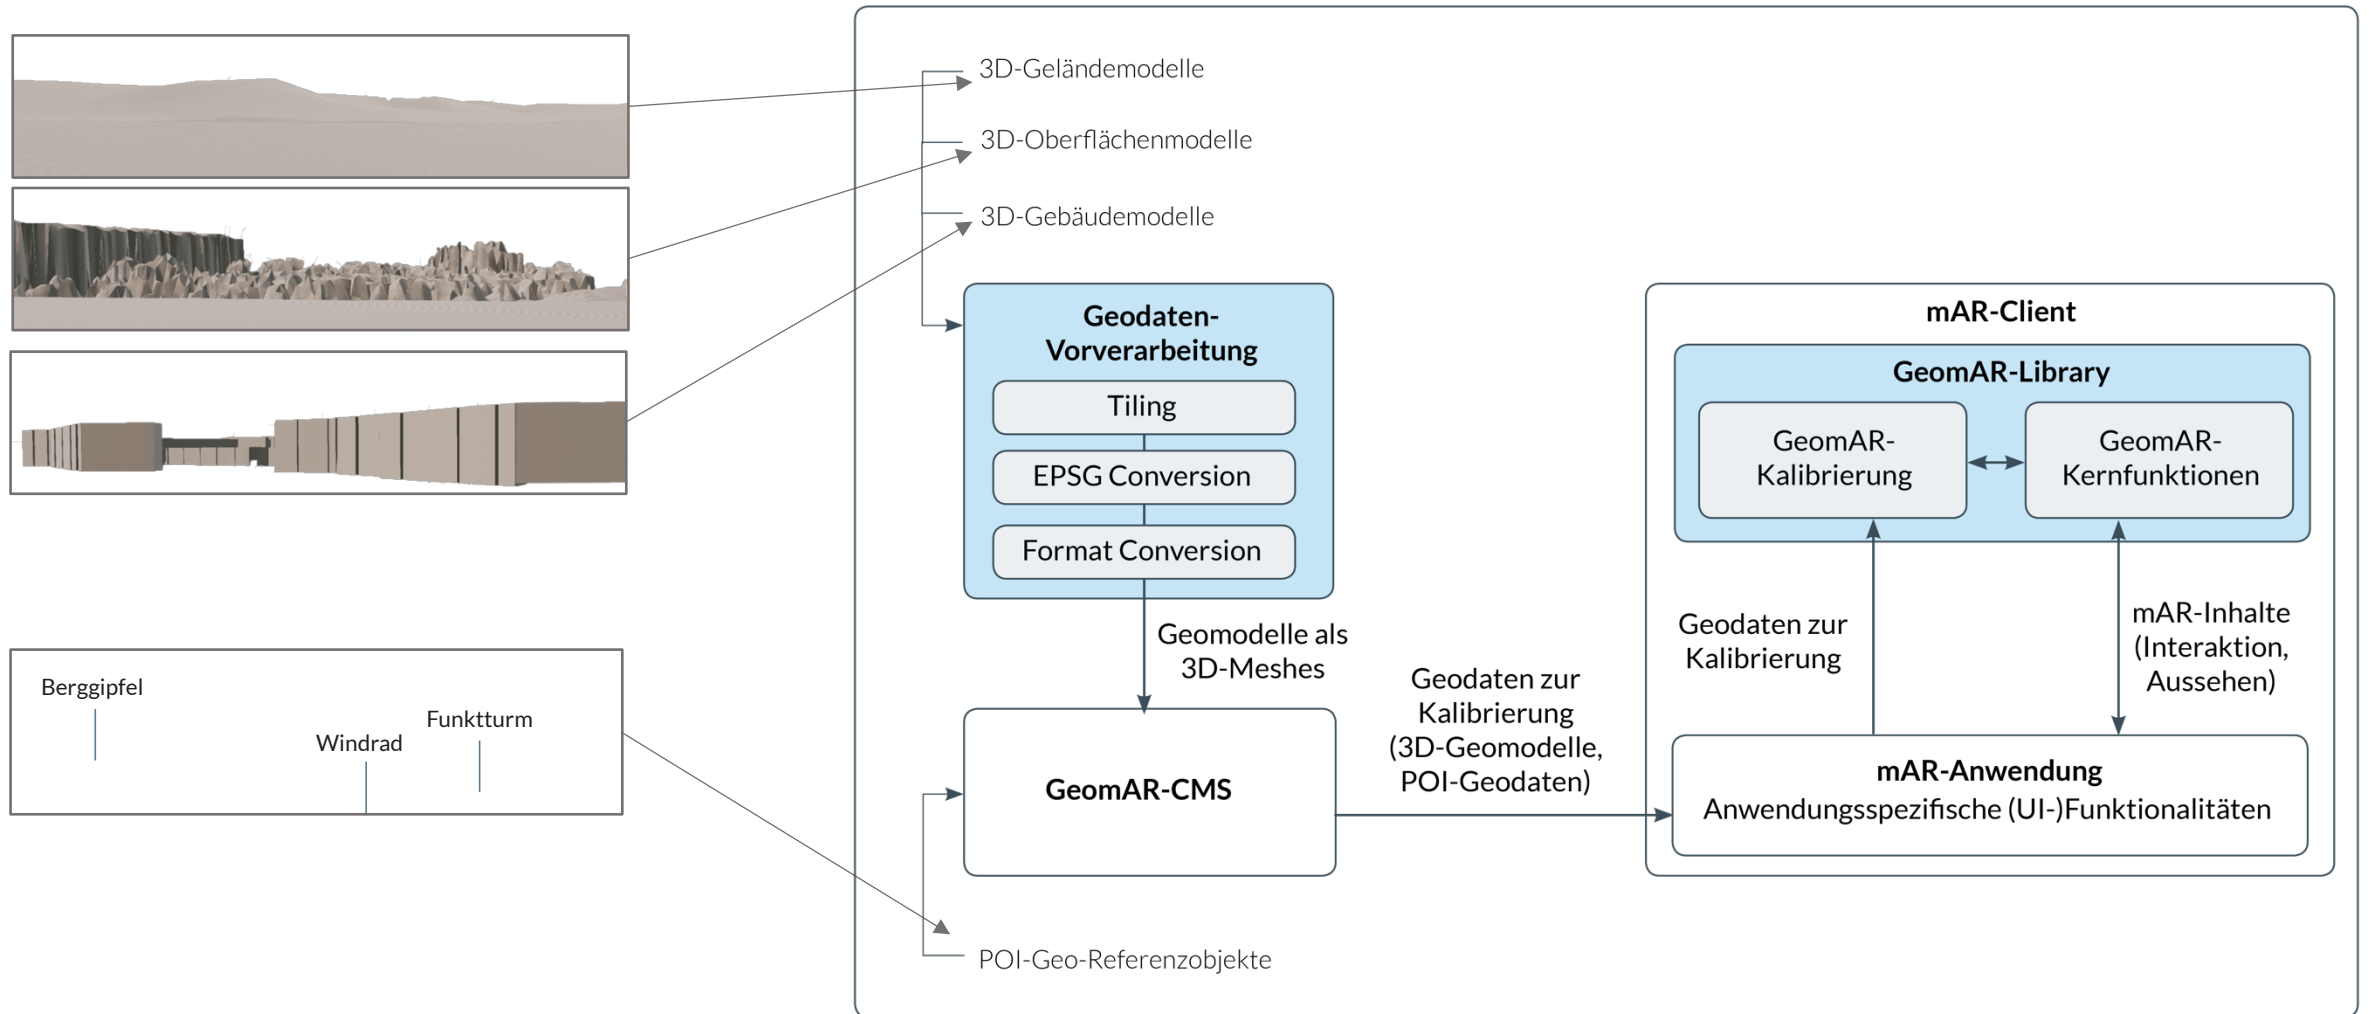 3D-Geländemodelle
3D-Oberflächenmodelle
3D-Gebäudemodelle
Geodaten-
Vorverarbeitung
Tiling
EPSG Conversion
Format Conversion
Geomodelle als
3D-Meshes
GeomAR-CMS
POI-Geo-Referenzobjekte
Berggipfel
Windrad
Funktturm
Geodaten zur
Kalibrierung
(3D-Geomodelle,
POI-Geodaten)
mAR-Client
GeomAR-Library
GeomAR-
Kalibrierung
GeomAR-
Kernfunktionen
Geodaten zur
Kalibrierung
mAR-Inhalte
(Interaktion,
Aussehen)
mAR-Anwendung
Anwendungsspezifische (UI-)Funktionalitäten